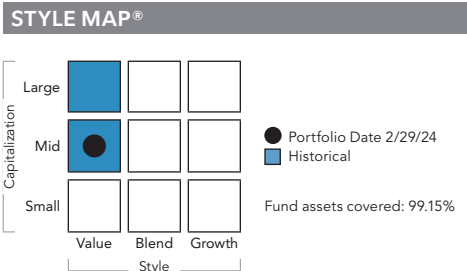 STYLE MAP®
Large
Capitalization
Mid
Small
Value Blend Growth
Style
Portfolio Date 2/29/24
Historical
Fund assets covered: 99.15%